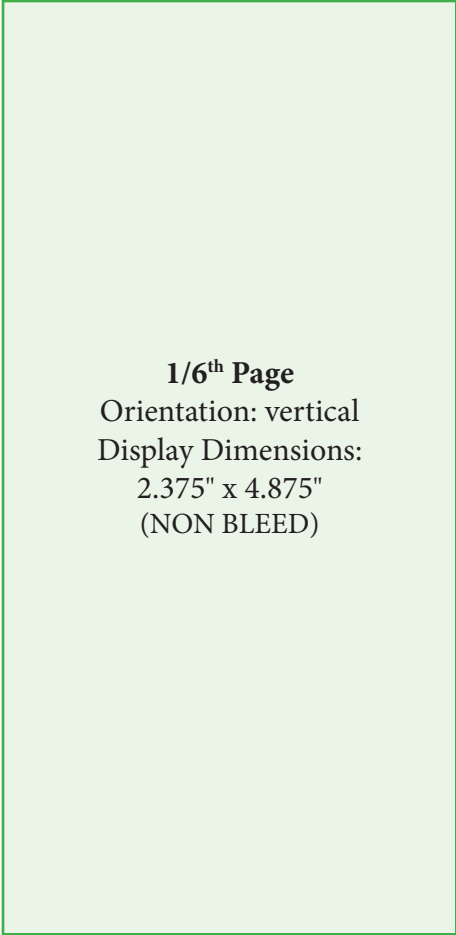 1/6th Page
Orientation: vertical
Display Dimensions:
2.375" x 4.875"
(NON BLEED)